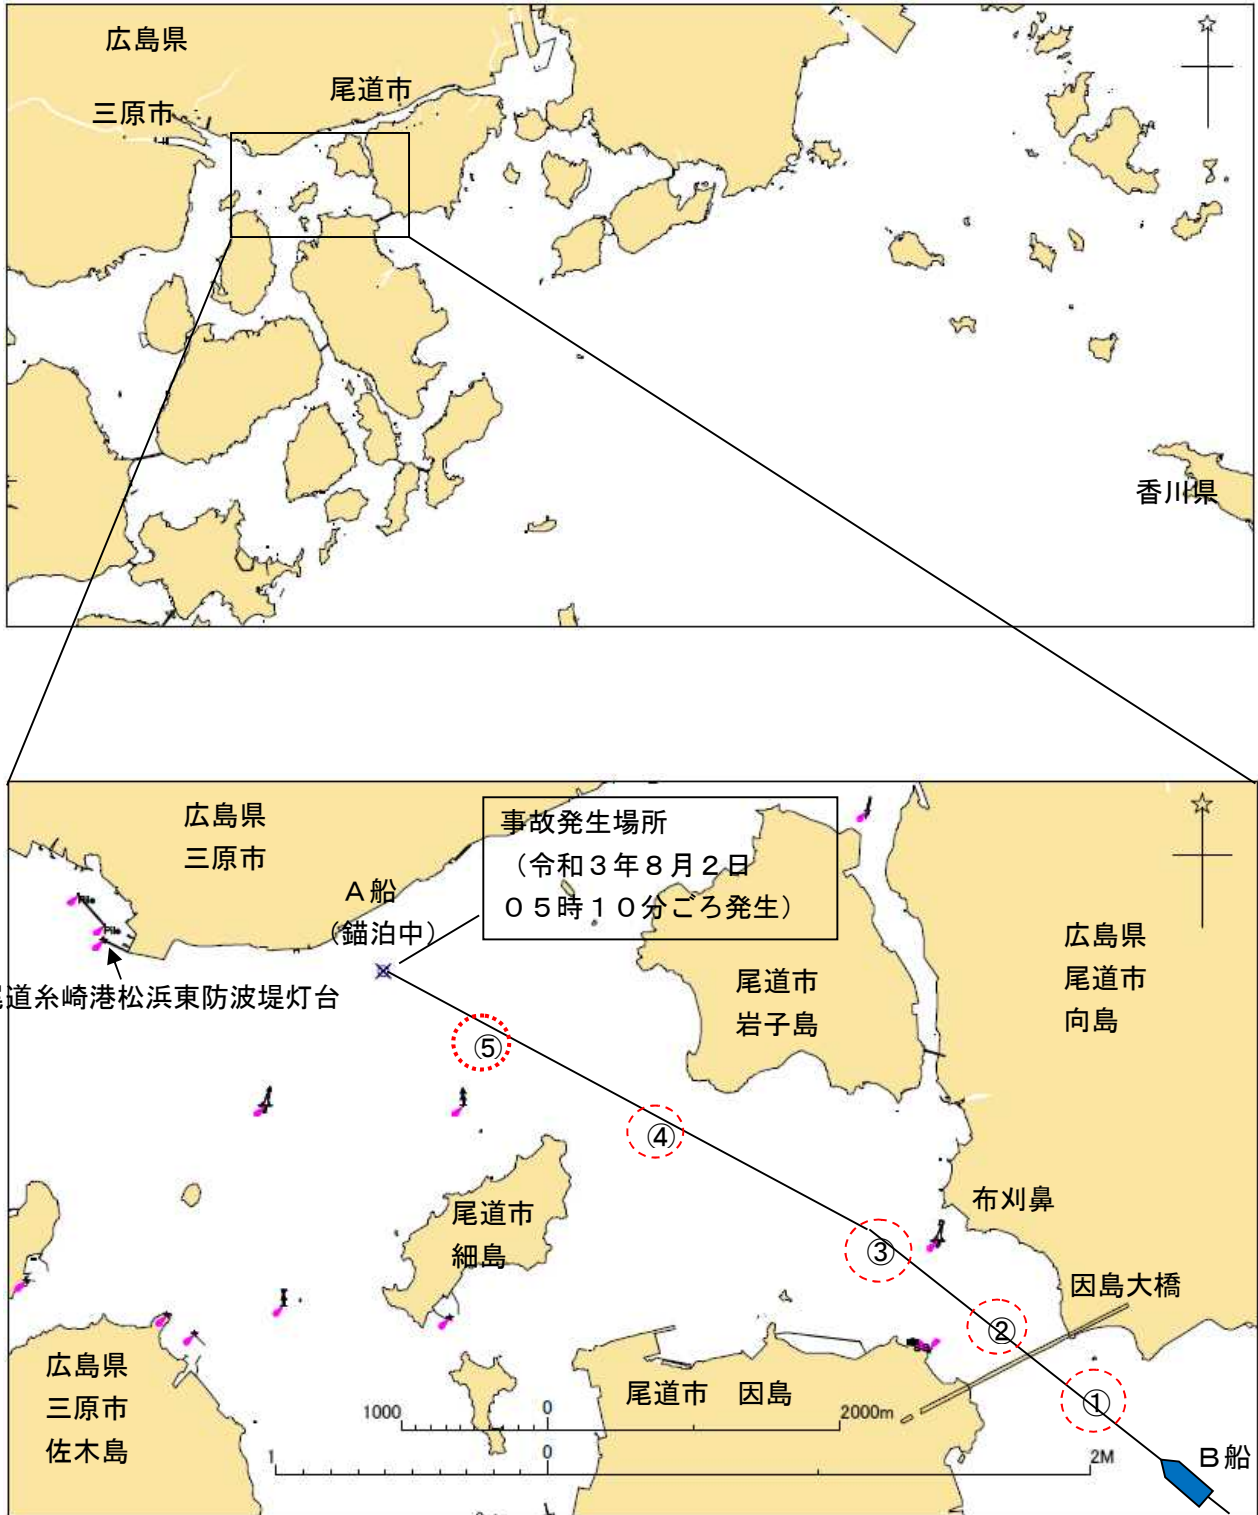 広島県
尾道市
三原市
香川県
広島県
三原市
事故発生場所
(令和3年8月2日
05時10分ごろ発生)
A船
(錨泊中)
Pile
Pile
尾道糸崎港松浜東防波堤灯台
尾道市
岩子島
広島県
尾道市
向島
⑤
④
布刈鼻
尾道市
細島
③
因島大橋
②
広島県
三原市
佐木島
尾道市 因島
①
1000 0 2000m
0
1 2M
B船